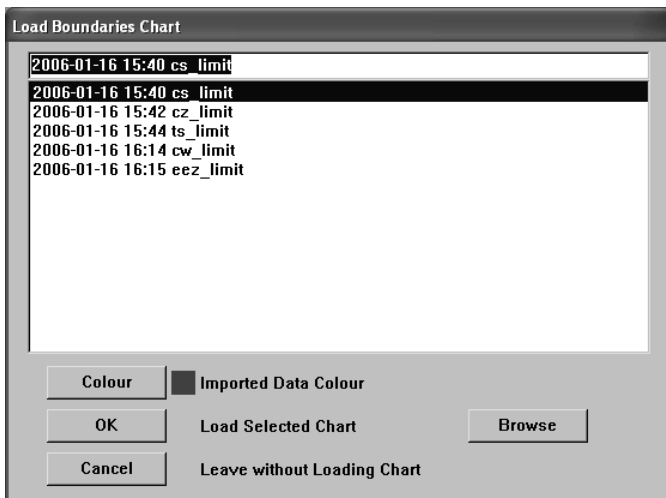 Load Boundaries Chart
2006-01-16 15:40 cs_limit
2006-01-16 15:40 cs_limit
2006-01-16 15:42 cz_limit
2006-01-16 15:44 ts_limit
2006-01-16 16:14 cw_limit
2006-01-16 16:15 eez_limit
Colour Imported Data Colour
OK Load Selected Chart Browse
Cancel Leave without Loading Chart